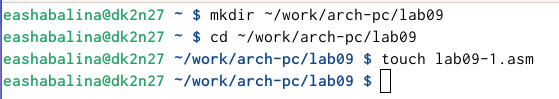 eashabalina@dk2n27 ~ $ mkdir ~/work/arch-pc/lab09
eashabalina@dk2n27 ~ $ cd ~/work/arch-pc/lab09
eashabalina@dk2n27 ~/work/arch-pc/lab09 $ touch lab09-1.asm
eashabalina@dk2n27 ~/work/arch-pc/lab09 $